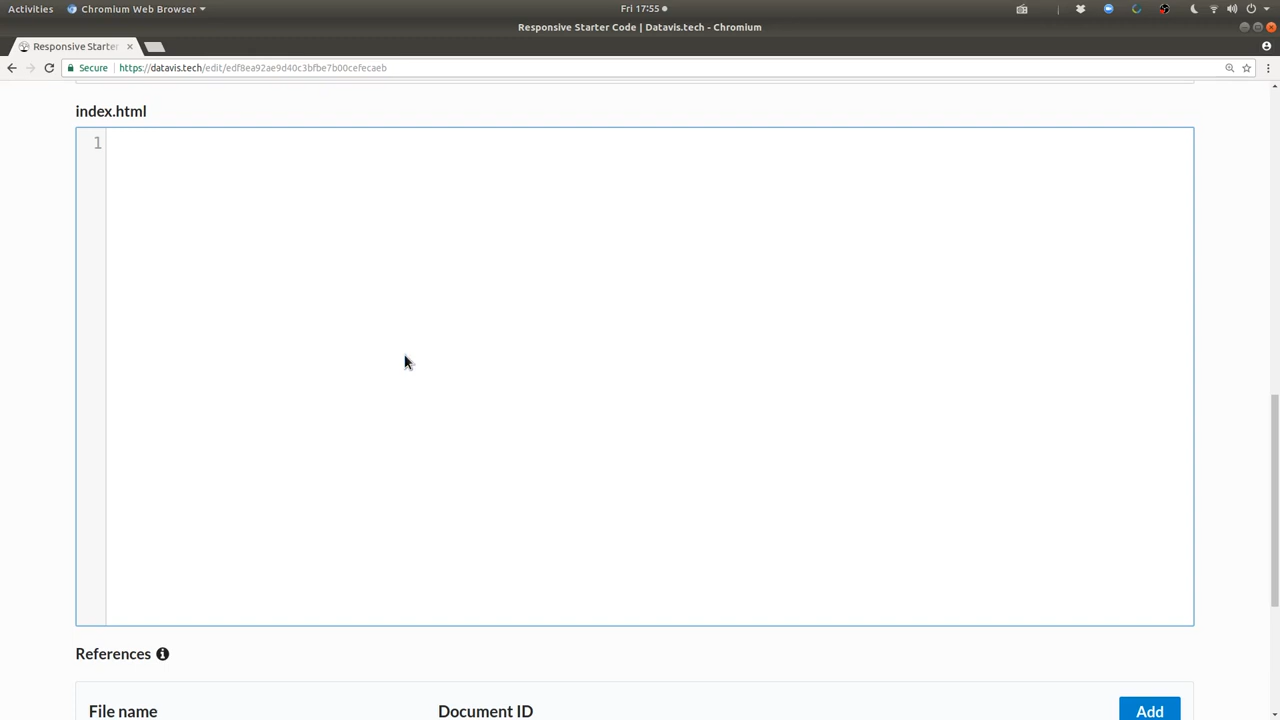 Activities Chromium Web Browser Fri 17:55
Responsive Starter Code | Datavis.tech - Chromium
Responsive Starter
Secure https://datavis.tech/edit/edf8ea92ae9d40c3bfbe7b00cefecaeb
index.html
1
References
File name Document ID Add